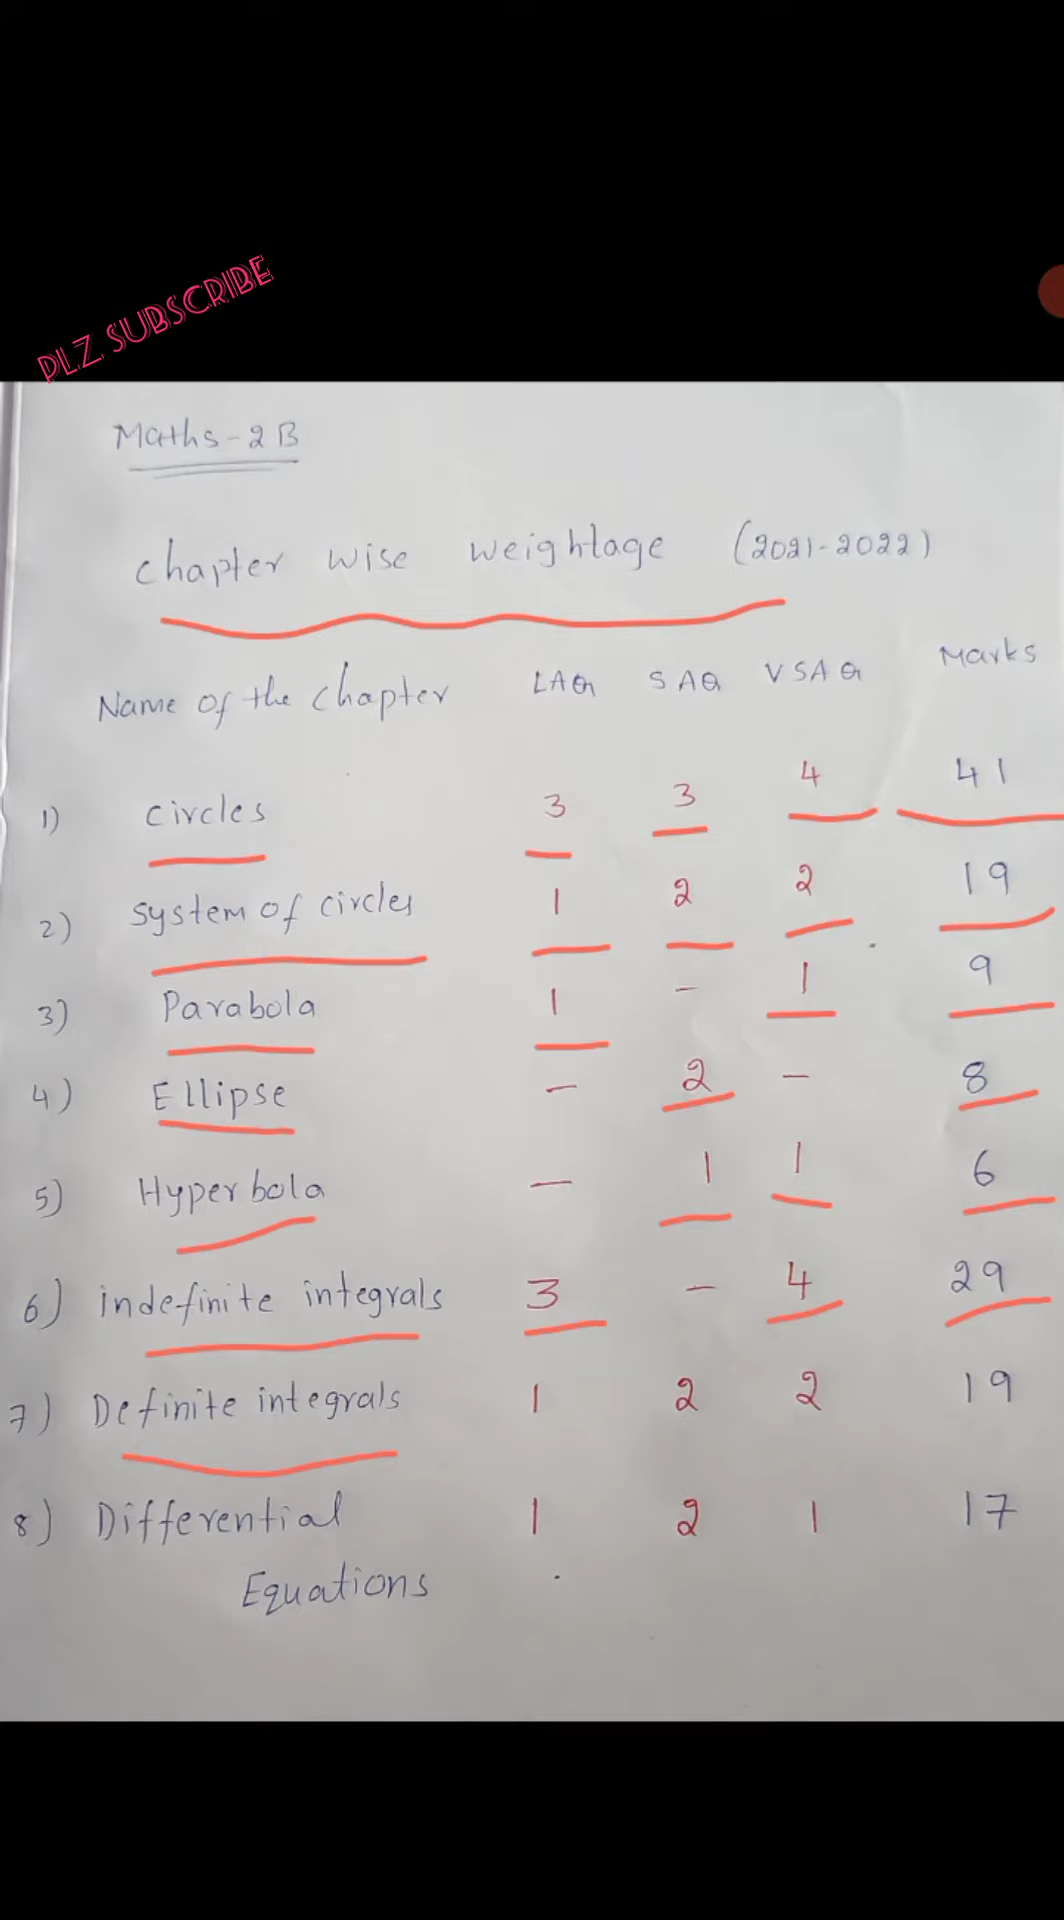 PLZ SUBSCRIBE
Maths-2B
chapter wise weightage (2021-2022)
Name of the chapter LAQ SAQ VSAQ Marks
1) circles 3 3 4 41
2) system of circles 1 2 2 19
3) Parabola 1 - 1 9
4) Ellipse - 2 - 8
5) Hyperbola - 1 1 6
6) indefinite integrals 3 - 4 29
7) Definite integrals 1 2 2 19
8) Differential 1 2 1 17
Equations